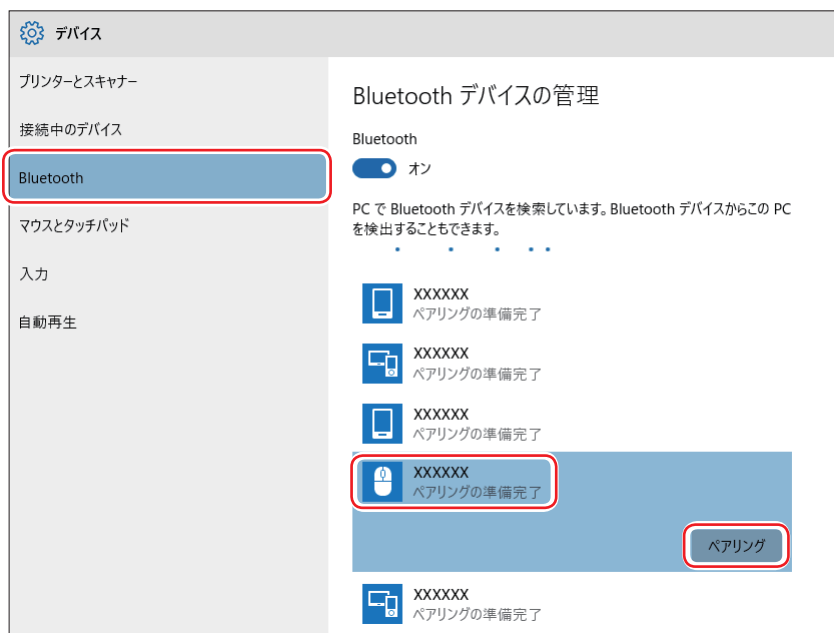 デバイス
プリンターとスキャナー
接続中のデバイス
Bluetooth
マウスとタッチパッド
入力
自動再生
Bluetooth デバイスの管理
Bluetooth
オン
PC で Bluetooth デバイスを検索しています。Bluetooth デバイスからこの PC
を検出することもできます。
XXXXXX
ペアリングの準備完了
XXXXXX
ペアリングの準備完了
XXXXXX
ペアリングの準備完了
XXXXXX
ペアリングの準備完了
ペアリング
XXXXXX
ペアリングの準備完了